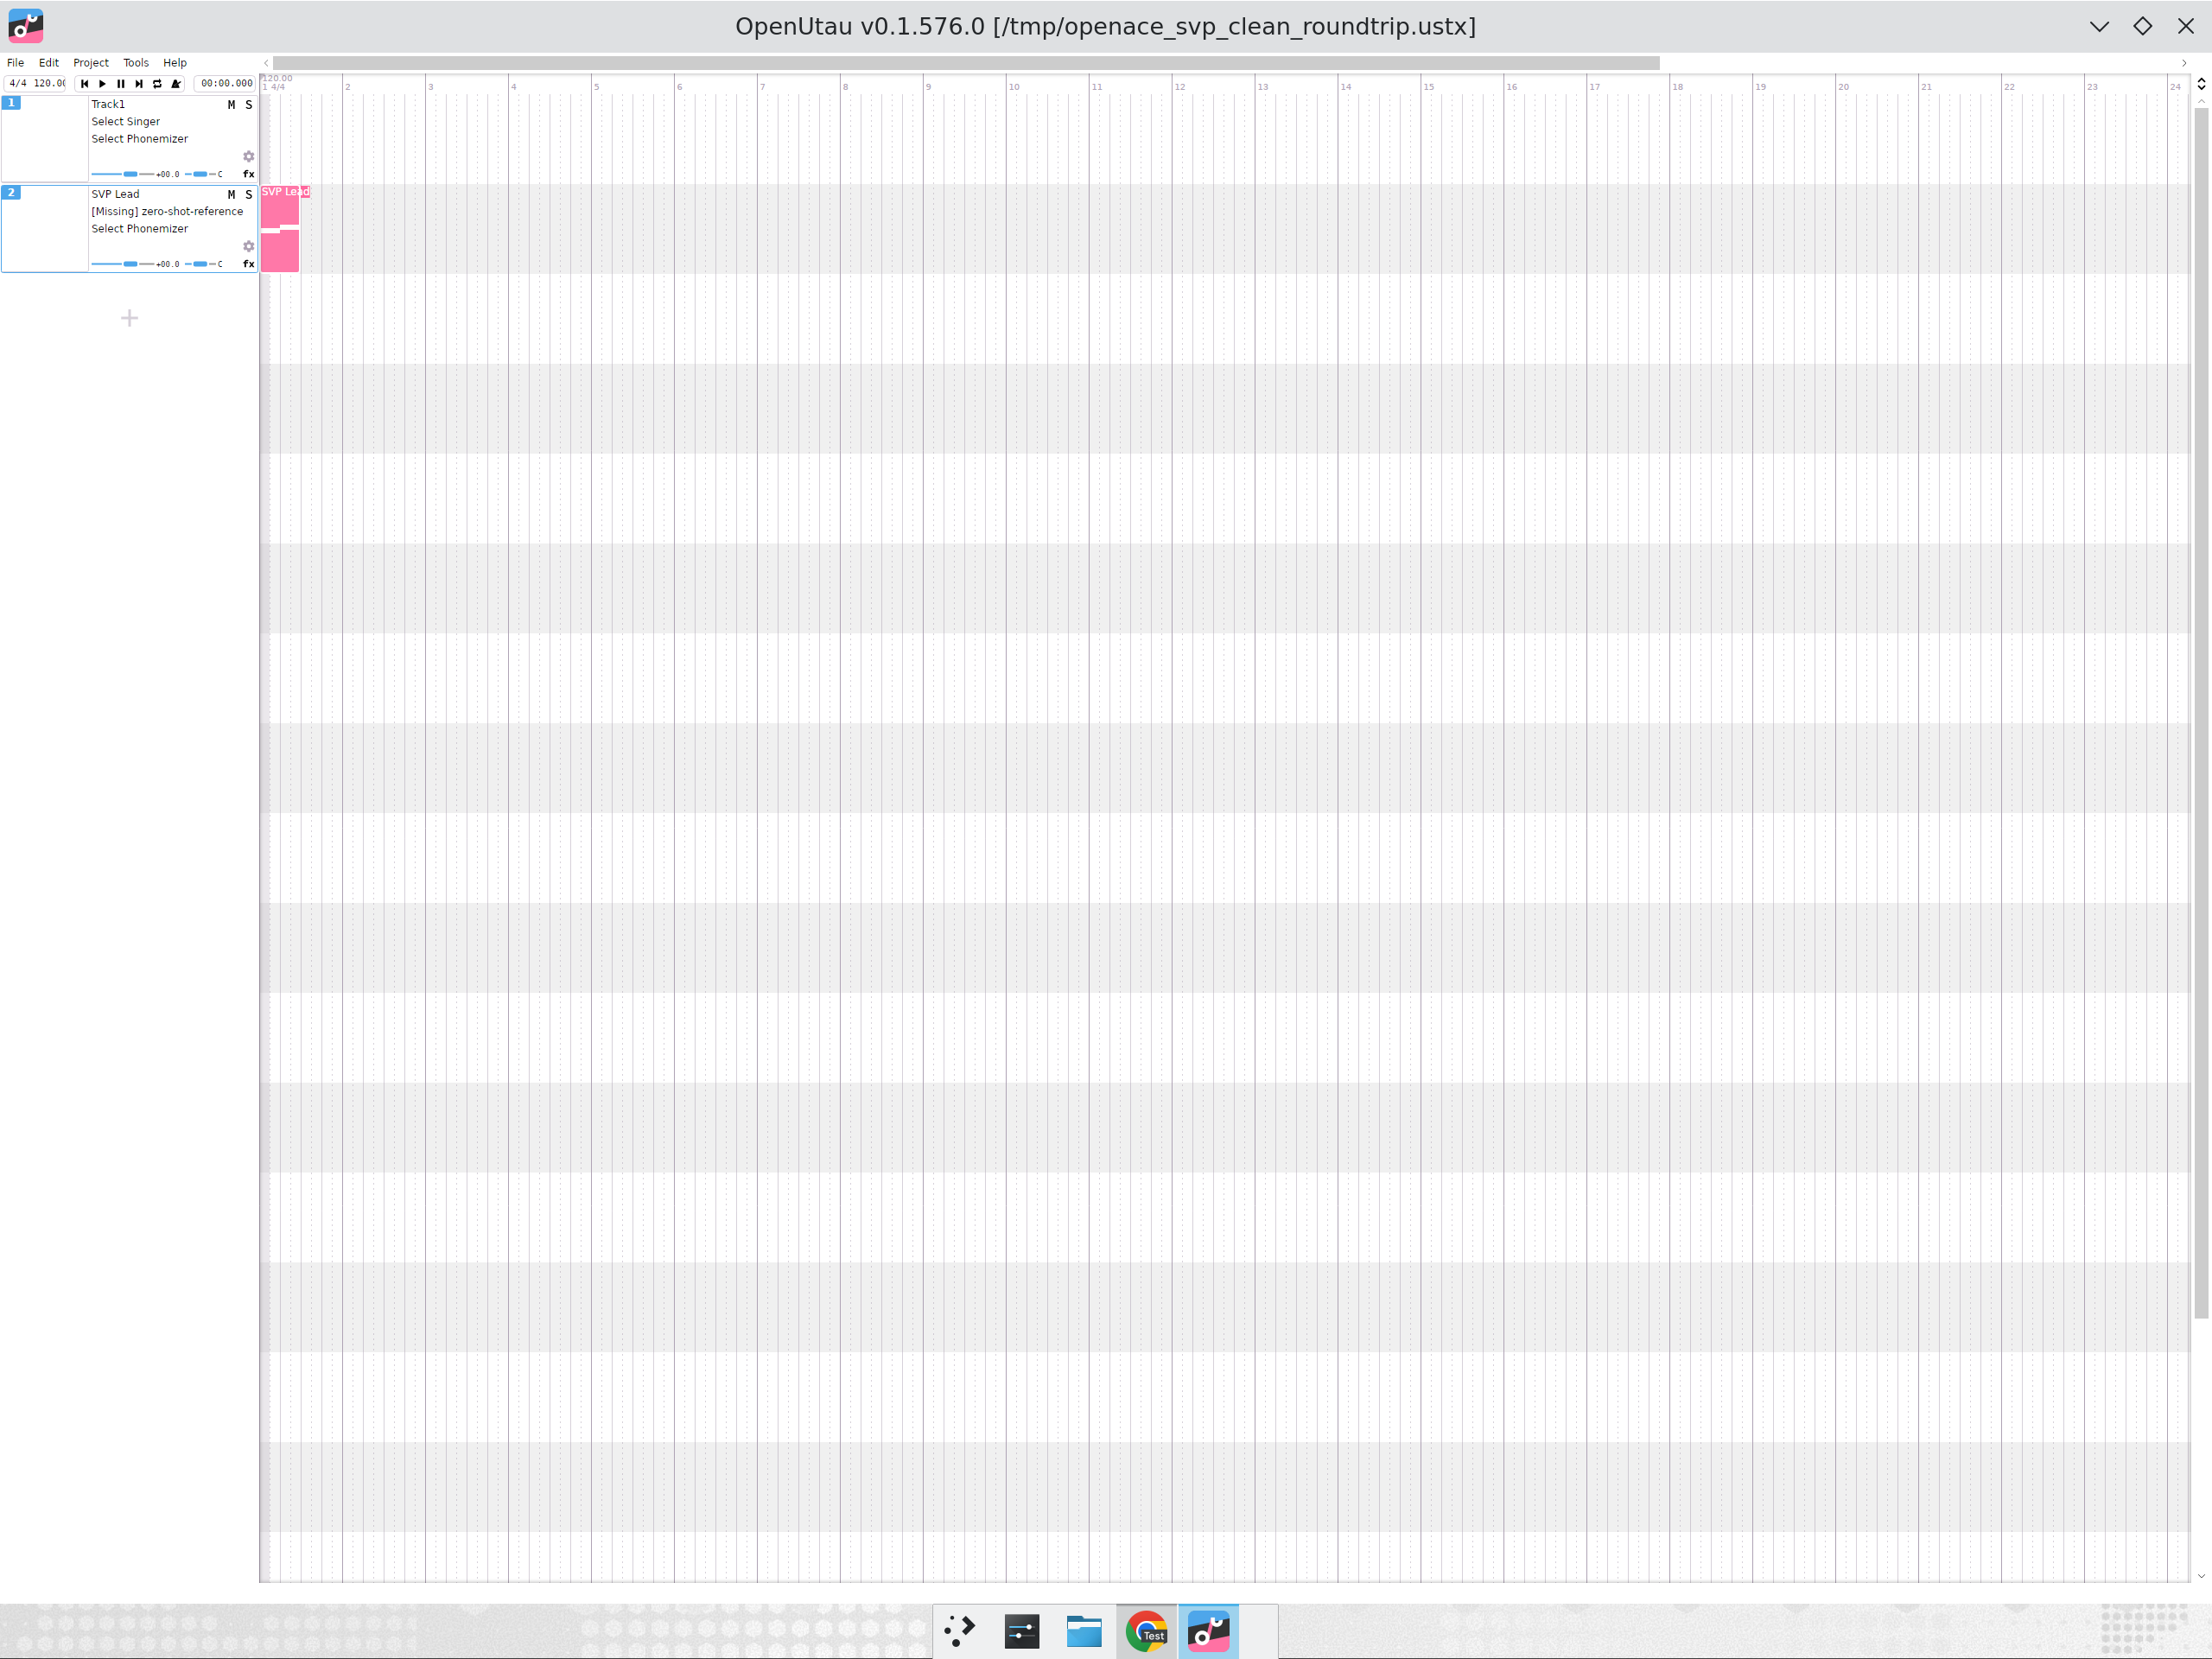 OpenUtau v0.1.576.0 [/tmp/openace_svp_clean_roundtrip.ustx]
File Edit Project Tools Help
4/4 120.00 00:00.000
120.00
1 4/4 2 3 4 5 6 7 8 9 10 11 12 13 14 15 16 17 18 19 20 21 22 23 24
1 Track1 M S
Select Singer
Select Phonemizer
+00.0 C fx
2 SVP Lead M S
[Missing] zero-shot-reference
Select Phonemizer
+00.0 C fx
SVP Lead
Test